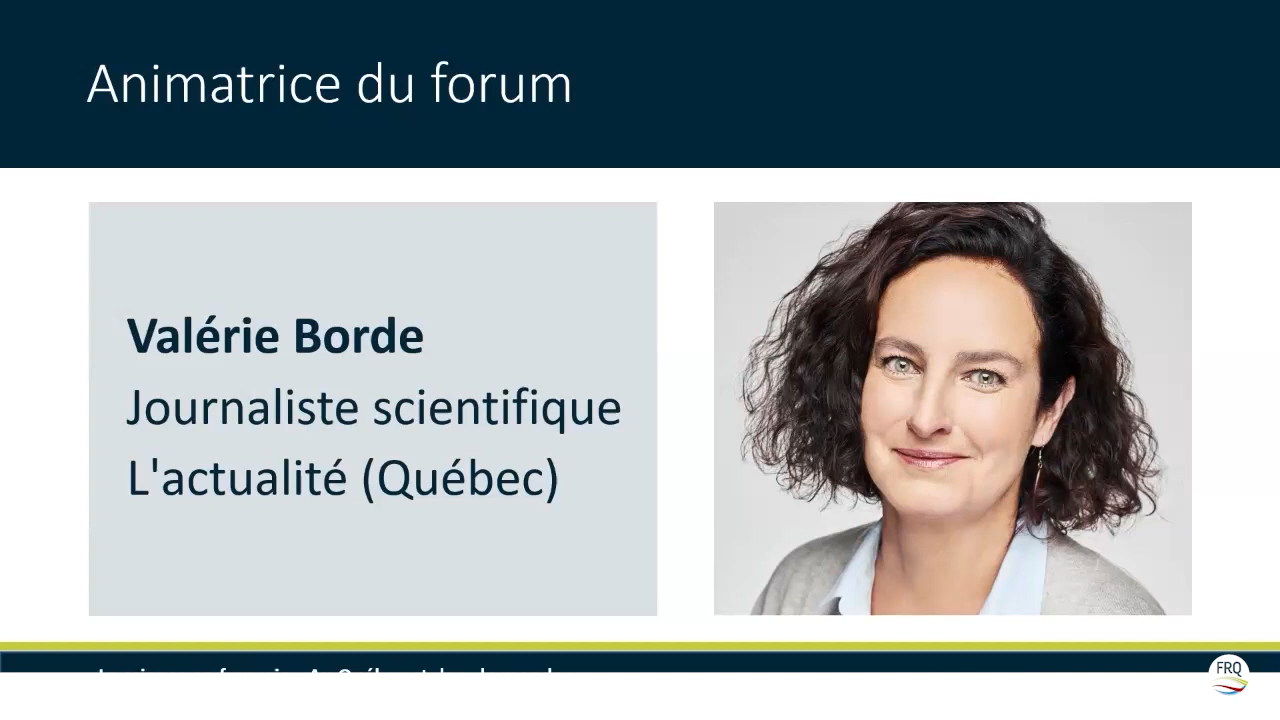 Animatrice du forum
Valérie Borde
Journaliste scientifique
L'actualité (Québec)
FRQ